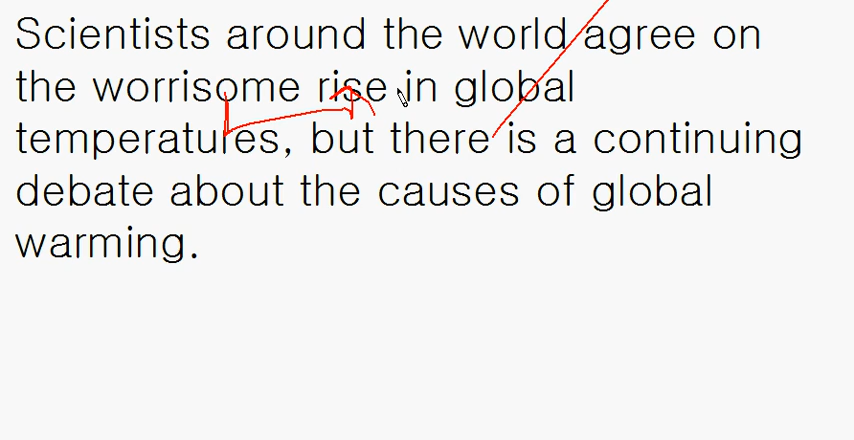 Scientists around the world agree on
the worrisome rise in global
temperatures, but there is a continuing
debate about the causes of global
warming.